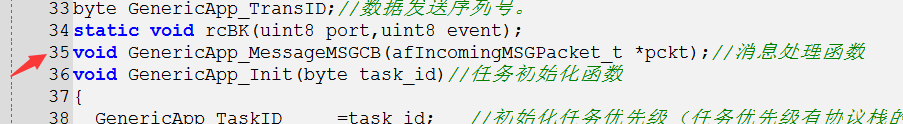 33 byte GenericApp_TransID;//数据发送序列号。
34 static void rcBK(uint8 port,uint8 event);
35 void GenericApp_MessageMSGCB(afIncomingMSGPacket_t *pckt);//消息处理函数
36 void GenericApp_Init(byte task_id)//任务初始化函数
37 {
38 GenericApp_TaskID =task_id; //初始化任务优先级（任务优先级有协议栈的